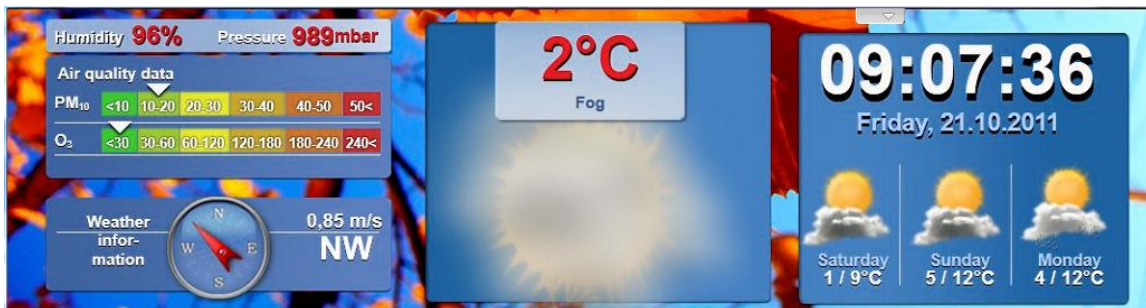 Humidity 96% Pressure 989mbar
Air quality data
PM₁₀ <10 10-20 20-30 30-40 40-50 50<
O₃ <30 30-60 60-120 120-180 180-240 240<
Weather
infor-
mation
N
W E
S
0,85 m/s
NW
2°C
Fog
09:07:36
Friday, 21.10.2011
Saturday Sunday Monday
1 / 9°C 5 / 12°C 4 / 12°C